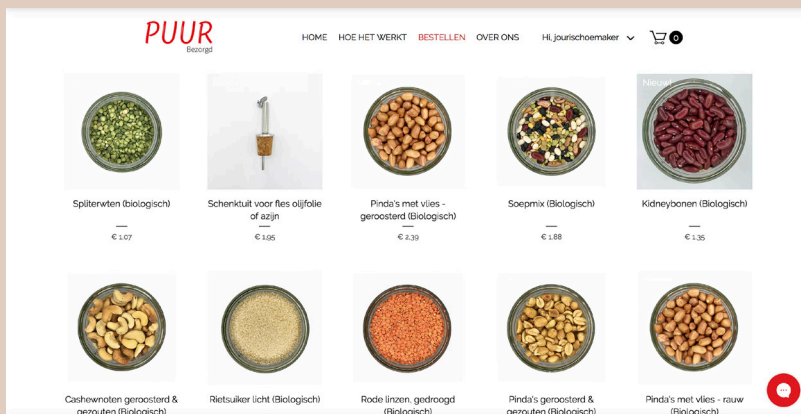 PUUR
Bezorgd
HOME HOE HET WERKT BESTELLEN OVER ONS Hi, jourischoemaker 0
Nieuw!
Spliterwten (biologisch)
€ 1,07
Schenktuit voor fles olijfolie
of azijn
€ 1,95
Pinda's met vlies -
geroosterd (Biologisch)
€ 2,39
Soepmix (Biologisch)
€ 1,88
Kidneybonen (Biologisch)
€ 1,35
Cashewnoten geroosterd &
gezouten (Biologisch)
Rietsuiker licht (Biologisch)
Rode linzen, gedroogd
(Biologisch)
Pinda's geroosterd &
gezouten (Biologisch)
Pinda's met vlies - rauw
(Biologisch)